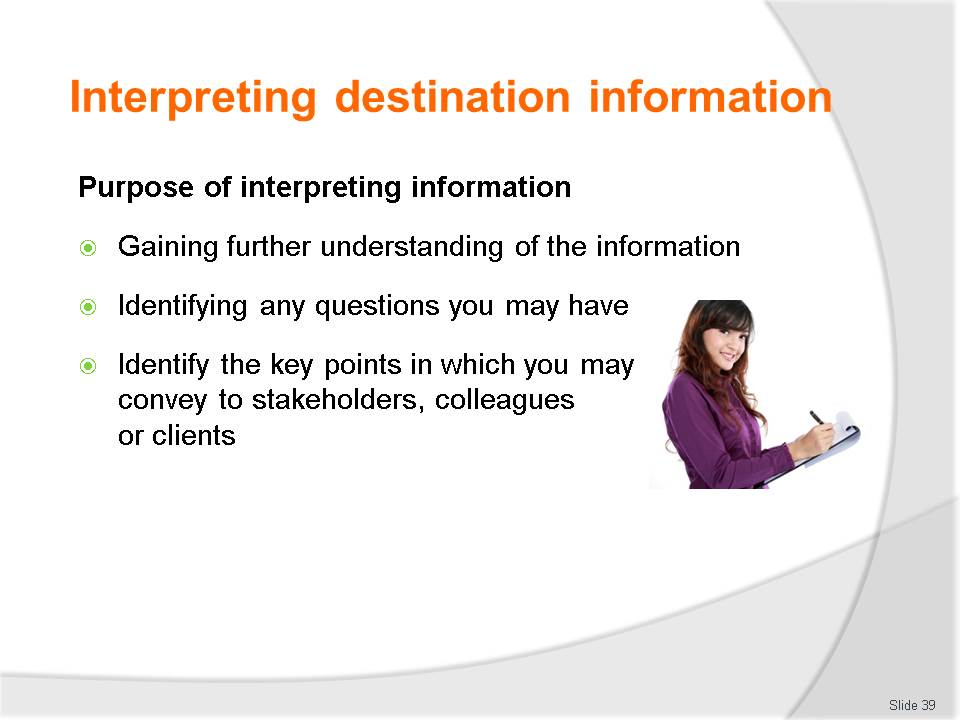 Interpreting destination information
Purpose of interpreting information
Gaining further understanding of the information
Identifying any questions you may have
Identify the key points in which you may
convey to stakeholders, colleagues
or clients
Slide 39